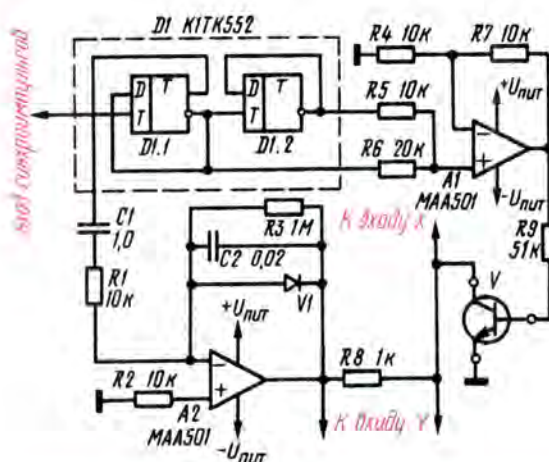 D1 К1ТК552
R4 10к
R7 10к
D T
D T
T
T
D1.1
D1.2
R5 10к
R6 20к
+Uпит
-Uпит
A1
МАА501
Вход синхроимпульсов
C1
1,0
R1
10к
R3 1М
C2 0,02
V1
К входу X
R9
51к
V
+Uпит
R2 10к
A2
МАА501
-Uпит
R8 1к
К входу Y